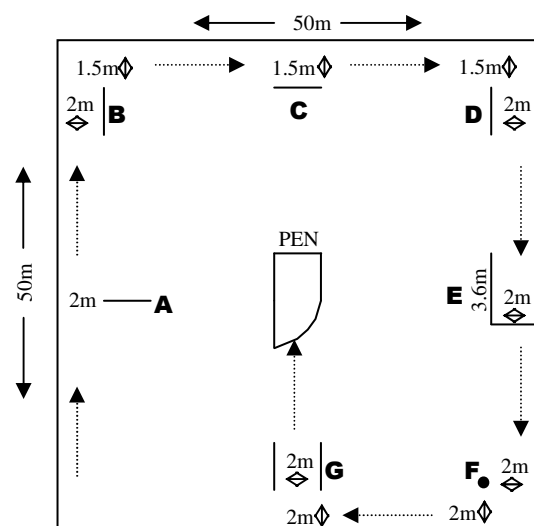 50m
1.5m 1.5m 1.5m
2m B C D 2m
PEN
50m
2m A E 3.6m 2m
2m G F 2m
2m 2m